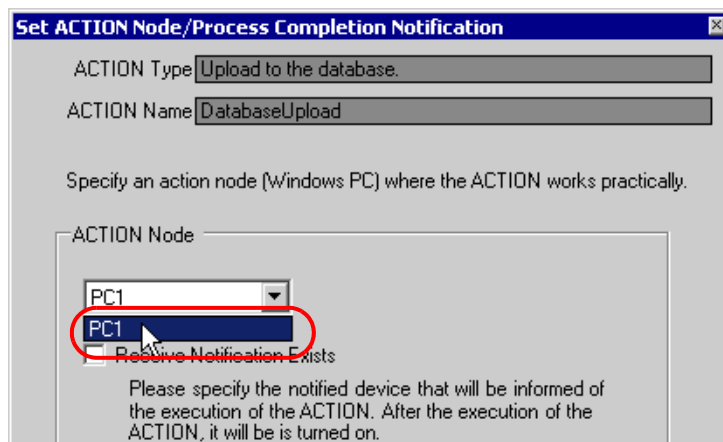 Set ACTION Node/Process Completion Notification
ACTION Type Upload to the database.
ACTION Name DatabaseUpload
Specify an action node (Windows PC) where the ACTION works practically.
ACTION Node
PC1
PC1
Receive Notification Exists
Please specify the notified device that will be informed of
the execution of the ACTION. After the execution of the
ACTION, it will be is turned on.